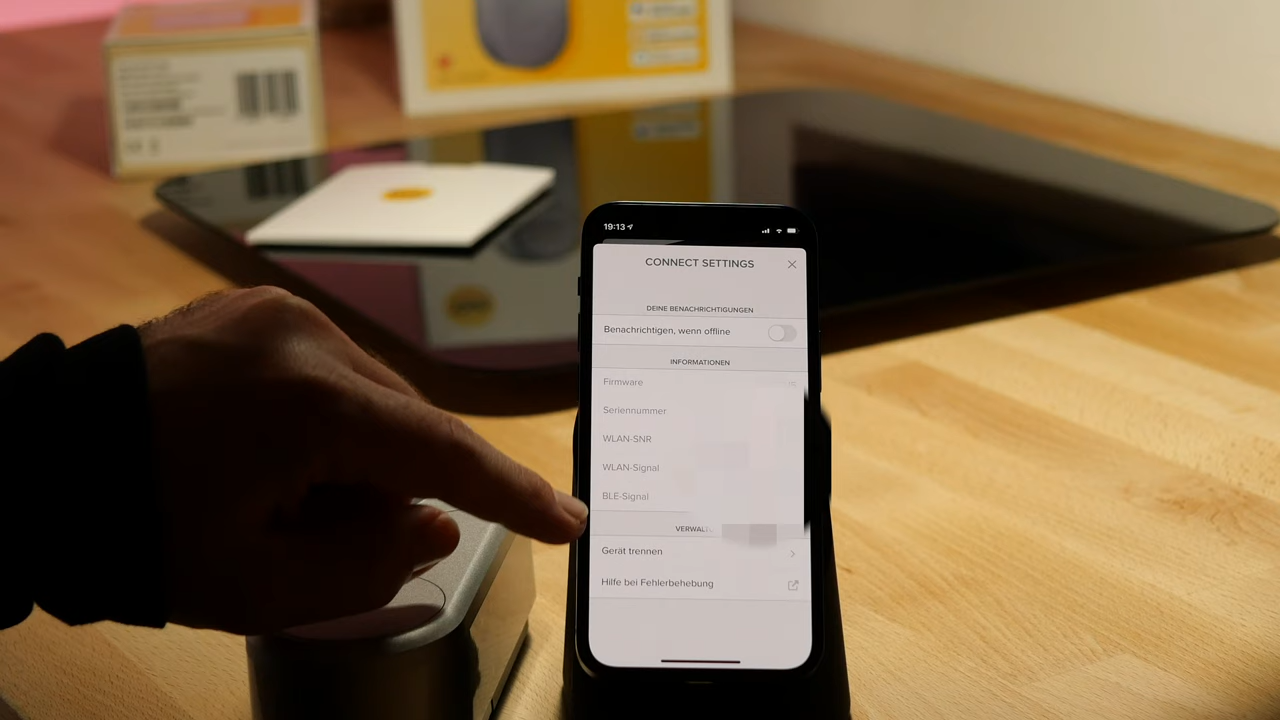 19:13
CONNECT SETTINGS
DEINE BENACHRICHTIGUNGEN
Benachrichtigen, wenn offline
INFORMATIONEN
Firmware
Seriennummer
WLAN-SNR
WLAN-Signal
BLE-Signal
Gerät trennen
Hilfe bei Fehlerbehebung